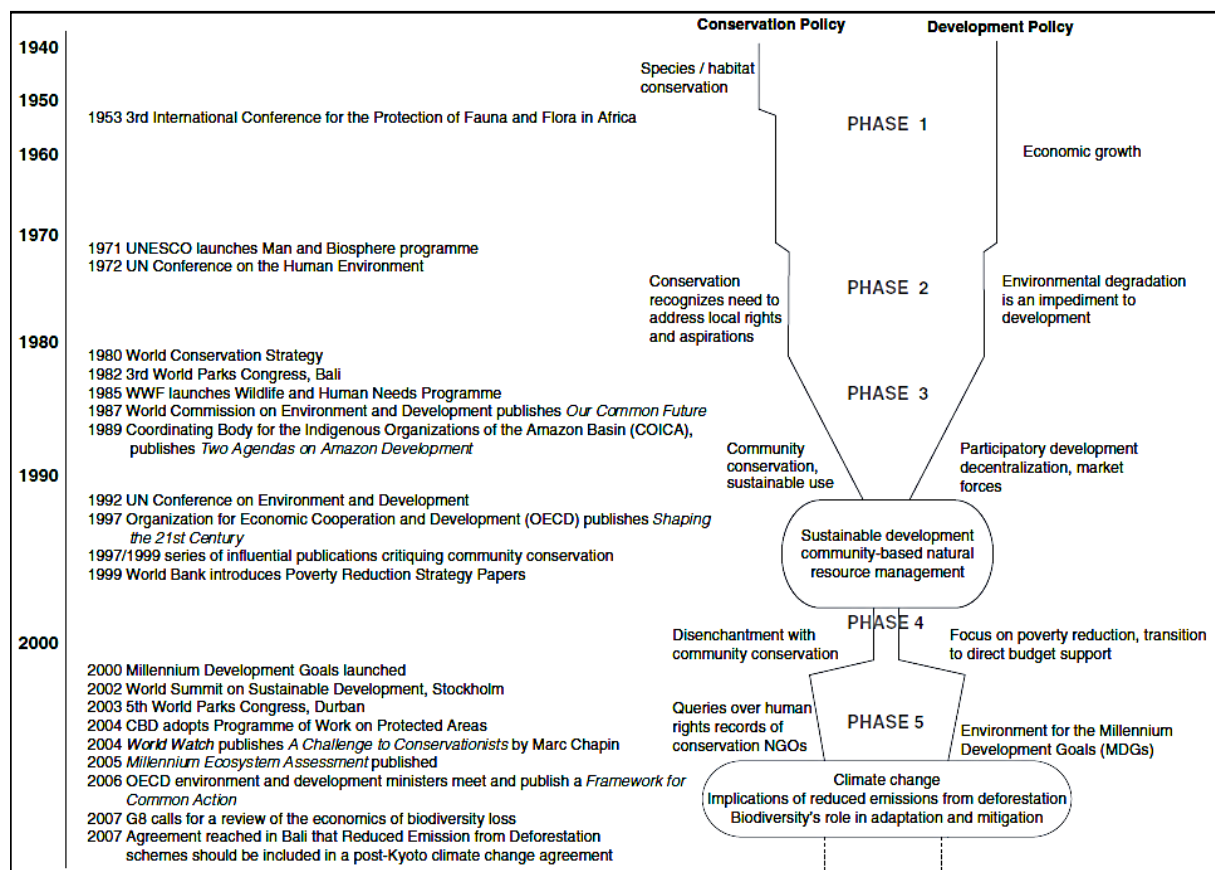 Conservation Policy
Development Policy
1940
Species / habitat
conservation
1950
1953 3rd International Conference for the Protection of Fauna and Flora in Africa
PHASE 1
1960
Economic growth
1970
1971 UNESCO launches Man and Biosphere programme
1972 UN Conference on the Human Environment
Conservation
recognizes need to
address local rights
and aspirations
PHASE 2
Environmental degradation
is an impediment to
development
1980
1980 World Conservation Strategy
1982 3rd World Parks Congress, Bali
1985 WWF launches Wildlife and Human Needs Programme
1987 World Commission on Environment and Development publishes Our Common Future
1989 Coordinating Body for the Indigenous Organizations of the Amazon Basin (COICA),
publishes Two Agendas on Amazon Development
PHASE 3
Community
conservation,
sustainable use
Participatory development
decentralization, market
forces
1990
1992 UN Conference on Environment and Development
1997 Organization for Economic Cooperation and Development (OECD) publishes Shaping
the 21st Century
1997/1999 series of influential publications critiquing community conservation
1999 World Bank introduces Poverty Reduction Strategy Papers
Sustainable development
community-based natural
resource management
PHASE 4
2000
Disenchantment with
community conservation
Focus on poverty reduction, transition
to direct budget support
2000 Millennium Development Goals launched
2002 World Summit on Sustainable Development, Stockholm
2003 5th World Parks Congress, Durban
2004 CBD adopts Programme of Work on Protected Areas
2004 World Watch publishes A Challenge to Conservationists by Marc Chapin
2005 Millennium Ecosystem Assessment published
2006 OECD environment and development ministers meet and publish a Framework for
Common Action
2007 G8 calls for a review of the economics of biodiversity loss
2007 Agreement reached in Bali that Reduced Emission from Deforestation
schemes should be included in a post-Kyoto climate change agreement
Queries over human
rights records of
conservation NGOs
PHASE 5
Environment for the Millennium
Development Goals (MDGs)
Climate change
Implications of reduced emissions from deforestation
Biodiversity's role in adaptation and mitigation